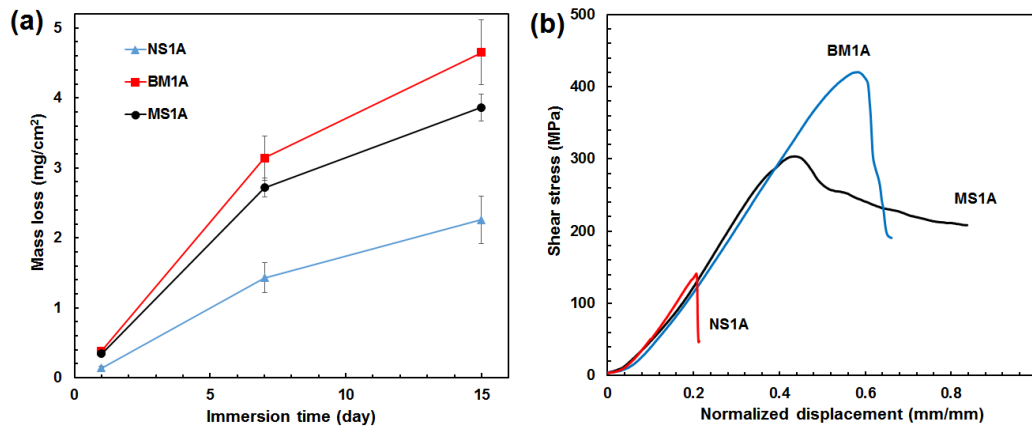 (a)
5
4
3
2
1
0
Mass loss (mg/cm²)
NS1A
BM1A
MS1A
0 5 10 15
Immersion time (day)
(b)
500
400
300
200
100
0
Shear stress (MPa)
BM1A
MS1A
NS1A
0 0.2 0.4 0.6 0.8
Normalized displacement (mm/mm)